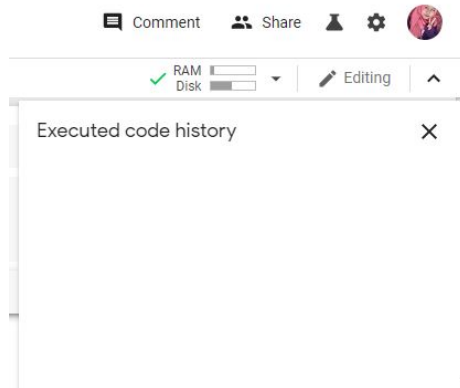 Comment Share
RAM
Disk
Editing
Executed code history